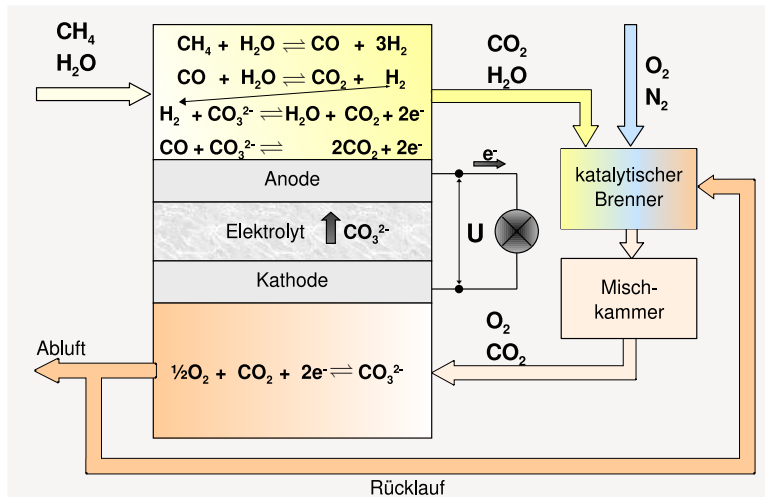 CH₄
H₂O
CH₄ + H₂O ⇌ CO + 3H₂
CO + H₂O ⇌ CO₂ + H₂
H₂ + CO₃²⁻ ⇌ H₂O + CO₂ + 2e⁻
CO + CO₃²⁻ ⇌ 2CO₂ + 2e⁻
CO₂
H₂O
O₂
N₂
Anode
e⁻
katalytischer
Brenner
Elektrolyt CO₃²⁻
U
Kathode
Misch-
kammer
O₂
CO₂
Abluft
½O₂ + CO₂ + 2e⁻ ⇌ CO₃²⁻
Rücklauf